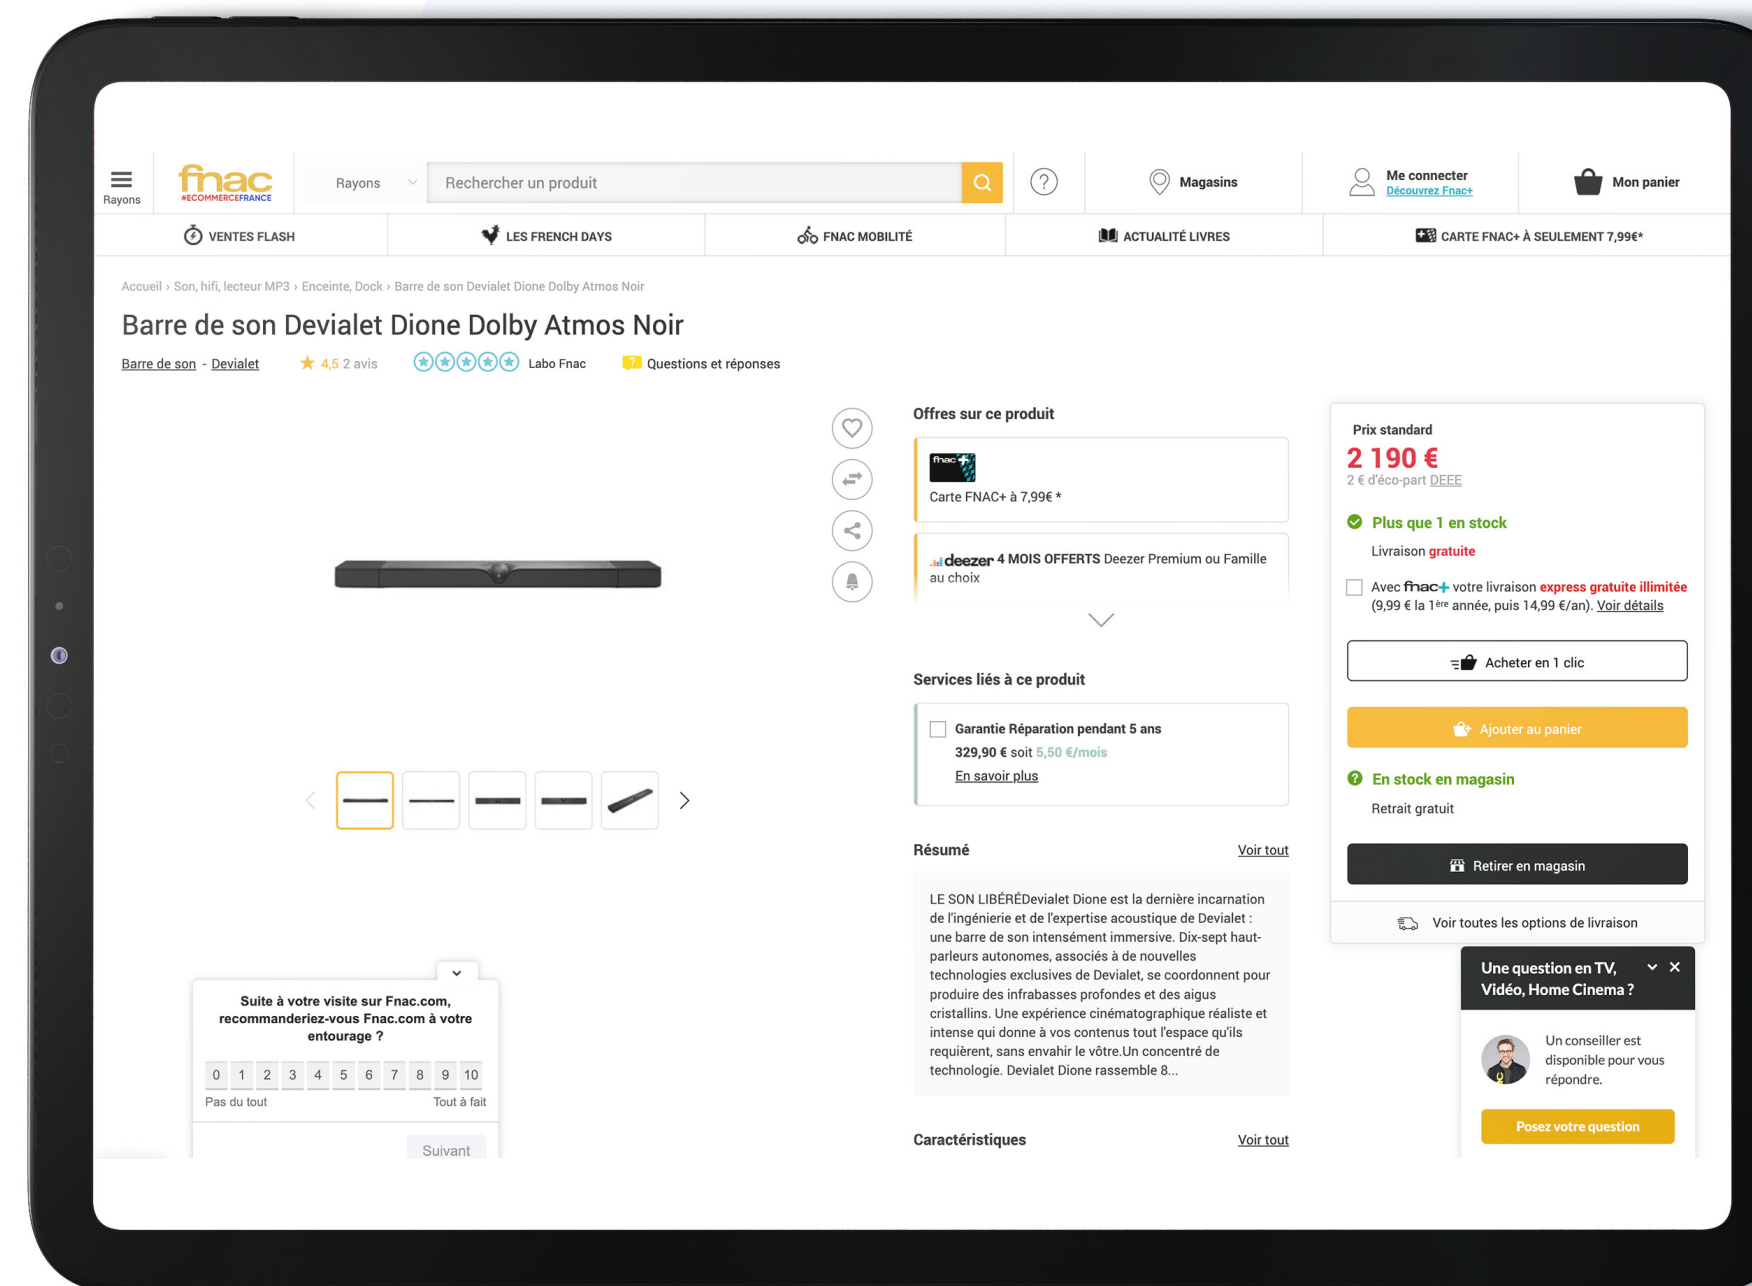 Rayons
fnac
#ECOMMERCEFRANCE
Rayons
Rechercher un produit
?
Magasins
Me connecter
Découvrez Fnac+
Mon panier
VENTES FLASH
LES FRENCH DAYS
FNAC MOBILITÉ
ACTUALITÉ LIVRES
CARTE FNAC+ À SEULEMENT 7,99€*
Accueil › Son, hifi, lecteur MP3 › Enceinte, Dock › Barre de son Devialet Dione Dolby Atmos Noir
Barre de son Devialet Dione Dolby Atmos Noir
Barre de son - Devialet
4,5 2 avis
Labo Fnac
? Questions et réponses
Offres sur ce produit
fnac+
Carte FNAC+ à 7,99€ *
deezer 4 MOIS OFFERTS Deezer Premium ou Famille
au choix
Services liés à ce produit
Garantie Réparation pendant 5 ans
329,90 € soit 5,50 €/mois
En savoir plus
Résumé
Voir tout
LE SON LIBÉRÉDevialet Dione est la dernière incarnation
de l'ingénierie et de l'expertise acoustique de Devialet :
une barre de son intensément immersive. Dix-sept haut-
parleurs autonomes, associés à de nouvelles
technologies exclusives de Devialet, se coordonnent pour
produire des infrabasses profondes et des aigus
cristallins. Une expérience cinématographique réaliste et
intense qui donne à vos contenus tout l'espace qu'ils
requièrent, sans envahir le vôtre.Un concentré de
technologie. Devialet Dione rassemble 8...
Caractéristiques
Voir tout
Prix standard
2 190 €
2 € d'éco-part DEEE
Plus que 1 en stock
Livraison gratuite
Avec fnac+ votre livraison express gratuite illimitée
(9,99 € la 1ère année, puis 14,99 €/an). Voir détails
Acheter en 1 clic
Ajouter au panier
? En stock en magasin
Retrait gratuit
Retirer en magasin
Voir toutes les options de livraison
Une question en TV,
Vidéo, Home Cinema ?
Un conseiller est
disponible pour vous
répondre.
Posez votre question
Suite à votre visite sur Fnac.com,
recommanderiez-vous Fnac.com à votre
entourage ?
0 1 2 3 4 5 6 7 8 9 10
Pas du tout
Tout à fait
Suivant